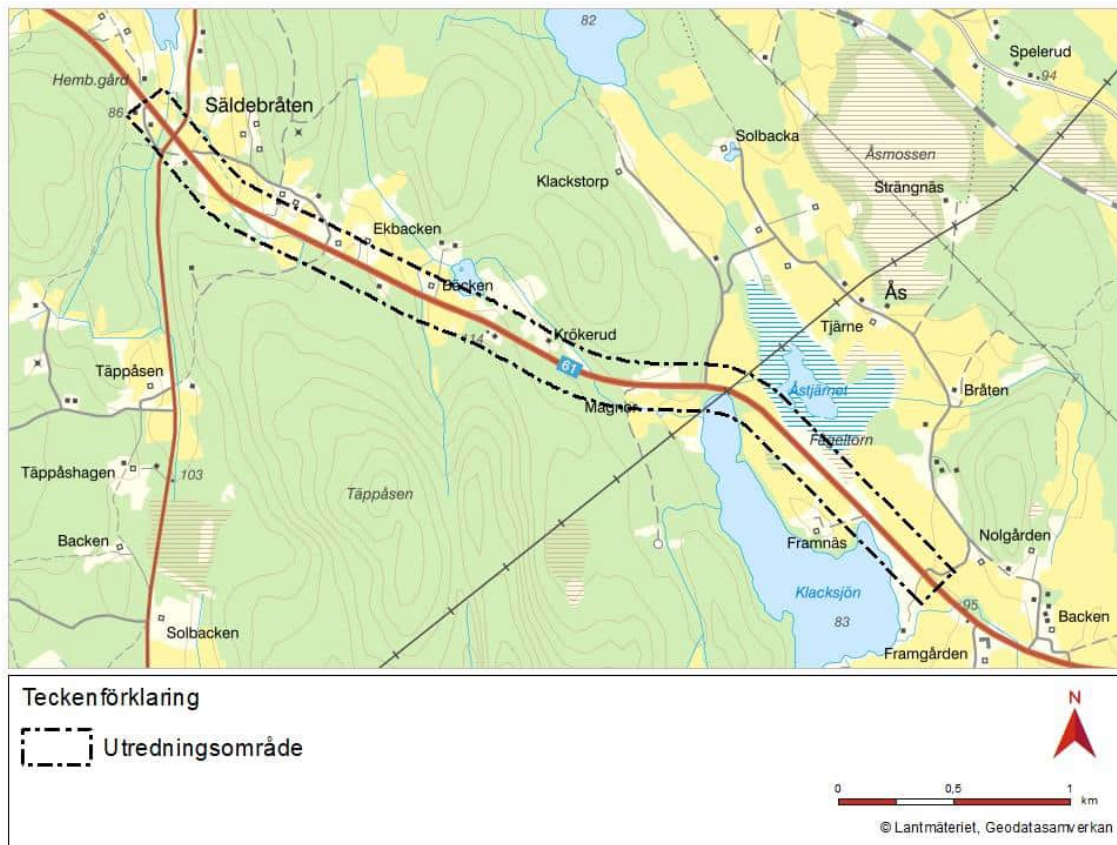 82
Spelerud
94
Hemb.gård
86
Säldebråten
Solbacka
Åsmossen
Klackstorp
Strängnäs
Ekbacken
Bäcken
Ås
Tjärne
114
Krökerud
61
Täppåsen
Åstjärnet
Bråten
Magnor
Fågeltorn
Täppåshagen
103
Täppåsen
Backen
Framnäs
Nolgården
Klacksjön
95
Solbacken
83
Backen
Framgården
Teckenförklaring
Utredningsområde
N
0 0,5 1
km
© Lantmäteriet, Geodatasamverkan